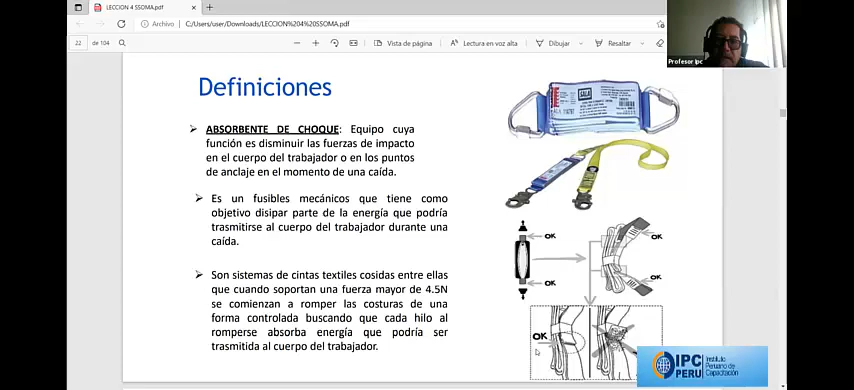 LECCION 4 SSOMA.pdf
Archivo
C:/Users/user/Downloads/LECCION%204%20SSOMA.pdf
22 de 104
Vista de página
Lectura en voz alta
Dibujar
Resaltar
Profesor ipc
Definiciones
ABSORBENTE DE CHOQUE: Equipo cuya
función es disminuir las fuerzas de impacto
en el cuerpo del trabajador o en los puntos
de anclaje en el momento de una caída.
Es un fusibles mecánicos que tiene como
objetivo disipar parte de la energía que podría
trasmitirse al cuerpo del trabajador durante una
caída.
Son sistemas de cintas textiles cosidas entre ellas
que cuando soportan una fuerza mayor de 4.5N
se comienzan a romper las costuras de una
forma controlada buscando que cada hilo al
romperse absorba energía que podría ser
trasmitida al cuerpo del trabajador.
SALA
OK
OK
OK
OK
OK
IPC
PERU
Instituto
Peruano de
Capacitación